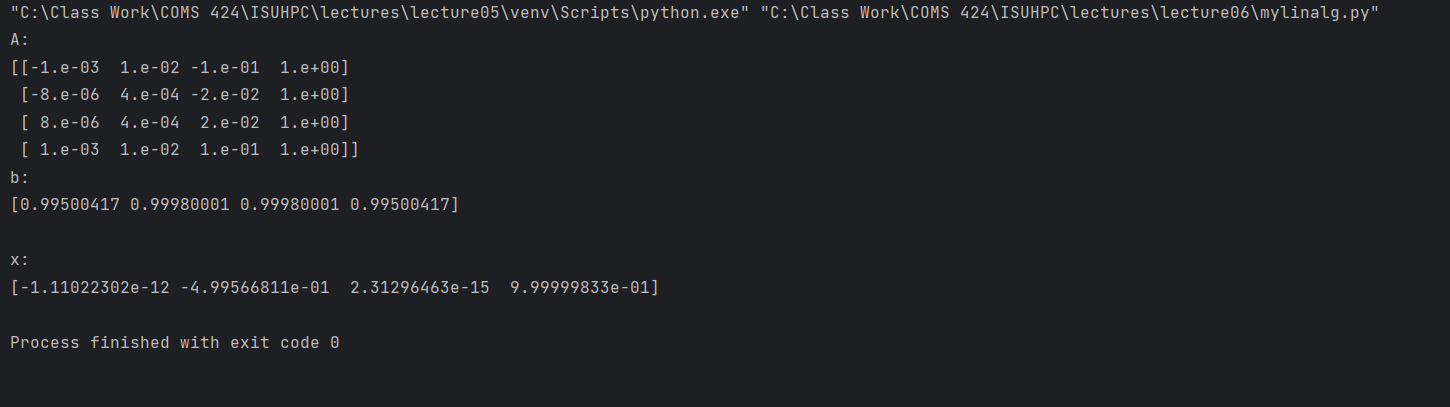 "C:\Class Work\COMS 424\ISUHPC\lectures\lecture05\venv\Scripts\python.exe" "C:\Class Work\COMS 424\ISUHPC\lectures\lecture06\mylinalg.py"
A:
[[-1.e-03  1.e-02 -1.e-01  1.e+00]
 [-8.e-06  4.e-04 -2.e-02  1.e+00]
 [ 8.e-06  4.e-04  2.e-02  1.e+00]
 [ 1.e-03  1.e-02  1.e-01  1.e+00]]
b:
[0.99500417 0.99980001 0.99980001 0.99500417]
x:
[-1.11022302e-12 -4.99566811e-01  2.31296463e-15  9.99999833e-01]
Process finished with exit code 0